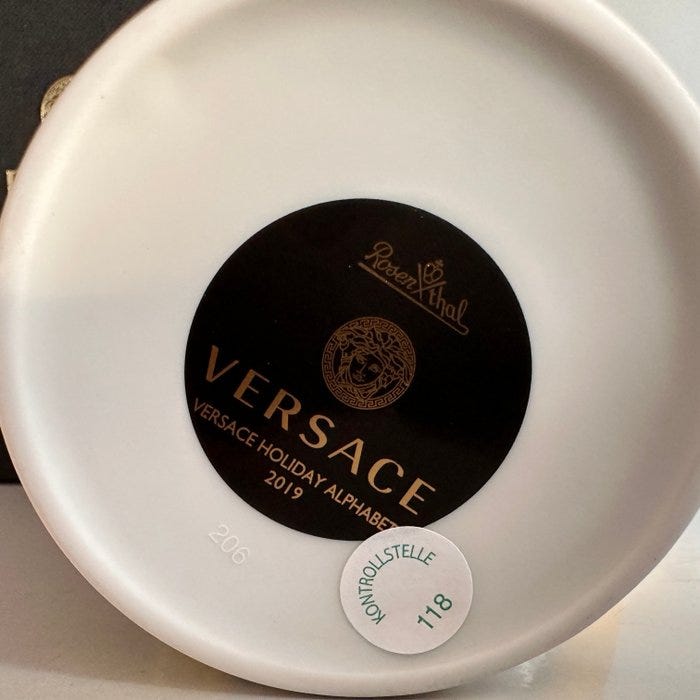 Rosenthal
VERSACE
VERSACE HOLIDAY ALPHABET
2019
206
KONTROLLSTELLE
118